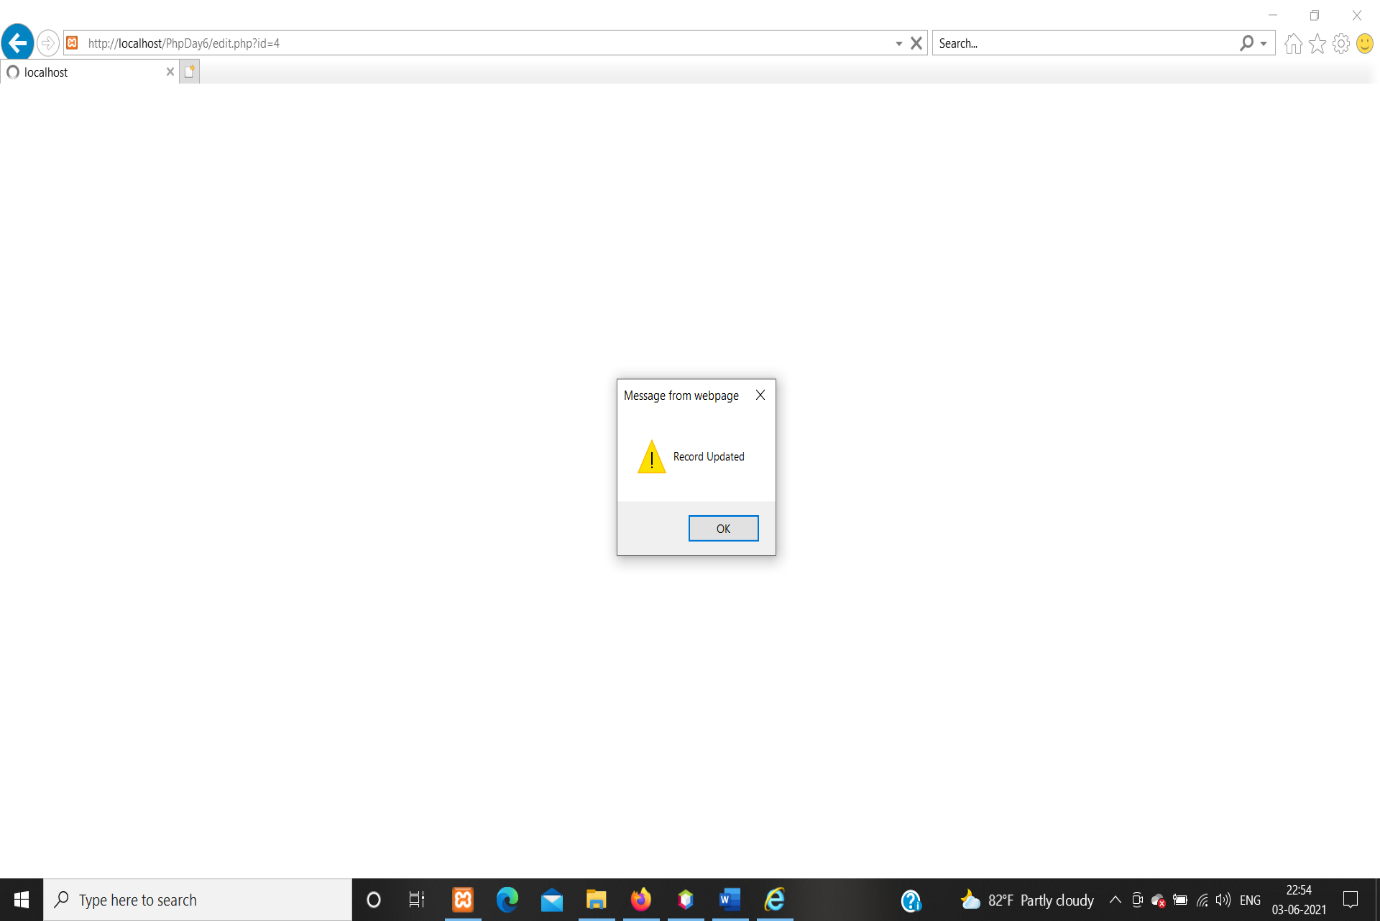 http://localhost/PhpDay6/edit.php?id=4
Search...
localhost
Message from webpage
Record Updated
OK
Type here to search
82°F Partly cloudy
ENG
22:54
03-06-2021